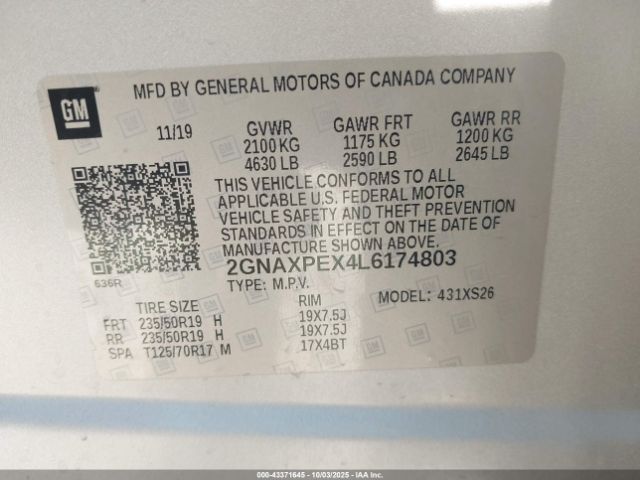 GM
MFD BY GENERAL MOTORS OF CANADA COMPANY
11/19 GVWR GAWR FRT GAWR RR
2100 KG 1175 KG 1200 KG
4630 LB 2590 LB 2645 LB
THIS VEHICLE CONFORMS TO ALL
APPLICABLE U.S. FEDERAL MOTOR
VEHICLE SAFETY AND THEFT PREVENTION
STANDARDS IN EFFECT ON THE DATE OF
MANUFACTURE SHOWN ABOVE.
636R 2GNAXPEX4L6174803
TYPE: M.P.V. MODEL: 431XS26
TIRE SIZE RIM
FRT 235/50R19 H 19X7.5J
RR 235/50R19 H 19X7.5J
SPA T125/70R17 M 17X4BT
000-43371645 - 10/03/2025 - IAA Inc.